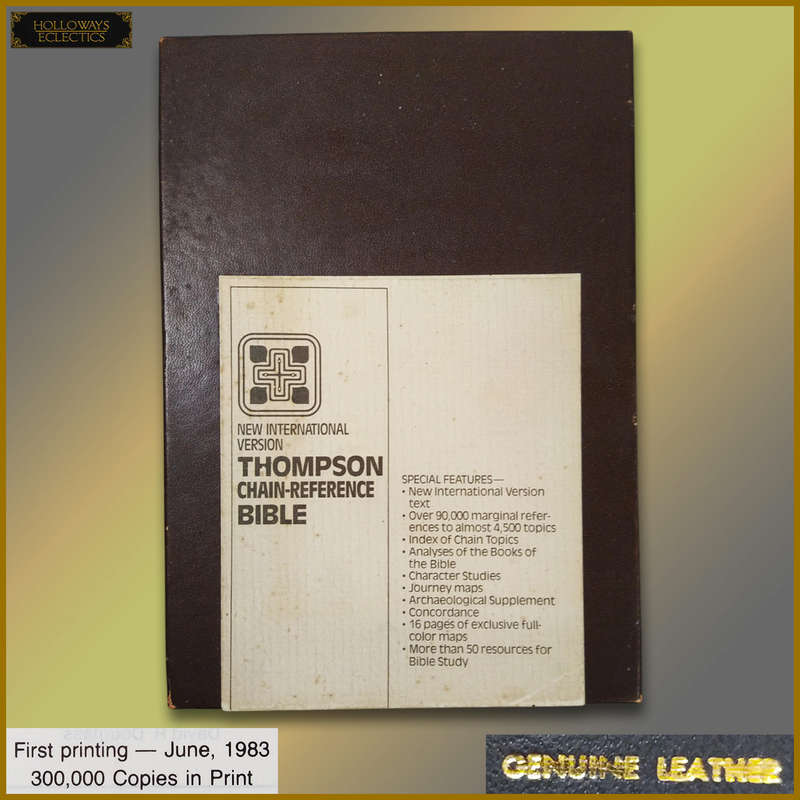 HOLLOWAYS
ECLECTICS
NEW INTERNATIONAL
VERSION
THOMPSON
CHAIN-REFERENCE
BIBLE
SPECIAL FEATURES—
• New International Version
text
• Over 90,000 marginal refer-
ences to almost 4,500 topics
• Index of Chain Topics
• Analyses of the Books of
the Bible
• Character Studies
• Journey maps
• Archaeological Supplement
• Concordance
• 16 pages of exclusive full-
color maps
• More than 50 resources for
Bible Study
First printing — June, 1983
300,000 Copies in Print
GENUINE LEATHER